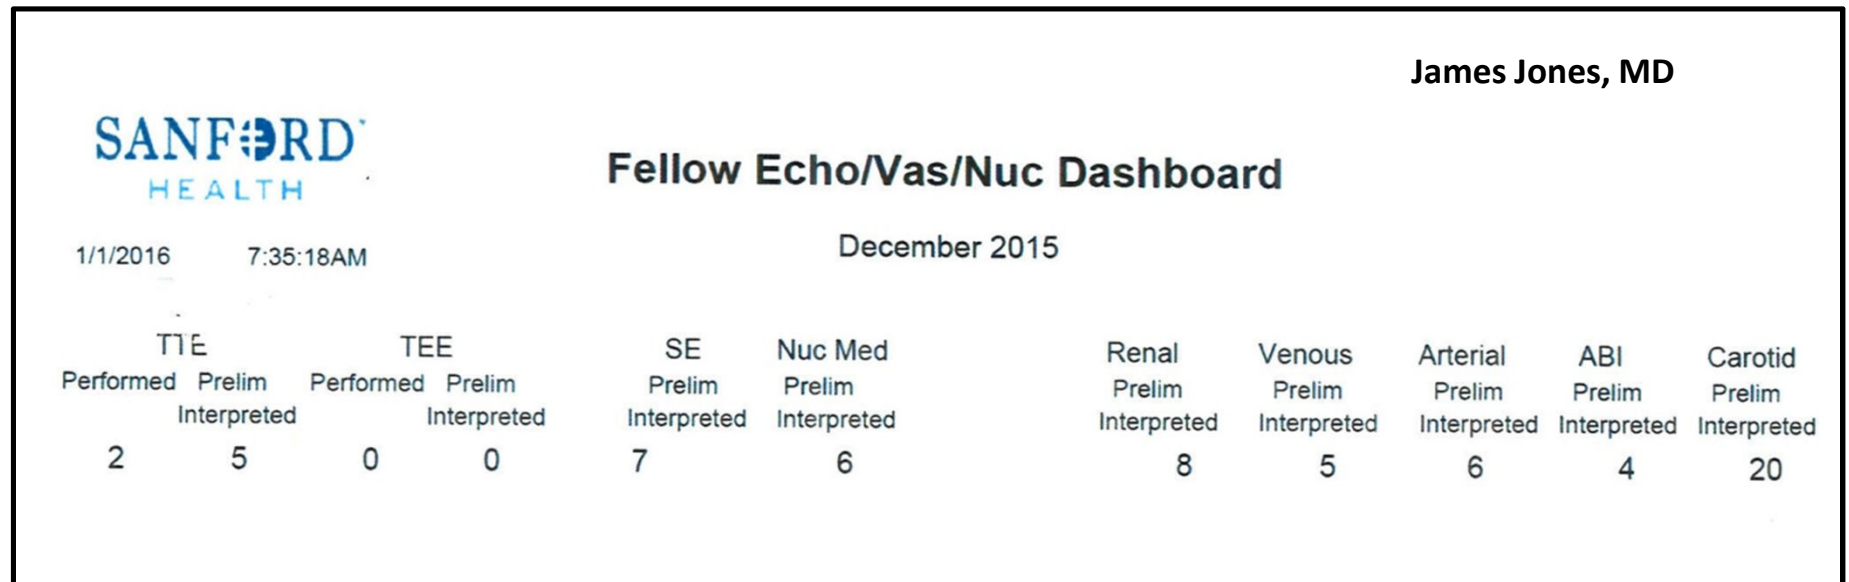 James Jones, MD
SANFORD
HEALTH
Fellow Echo/Vas/Nuc Dashboard
December 2015
1/1/2016 7:35:18AM
TTE TEE SE Nuc Med Renal Venous Arterial ABI Carotid
Performed Prelim Performed Prelim Prelim Prelim Prelim Prelim Prelim Prelim Prelim
Interpreted Interpreted Interpreted Interpreted Interpreted Interpreted Interpreted Interpreted Interpreted
2 5 0 0 7 6 8 5 6 4 20